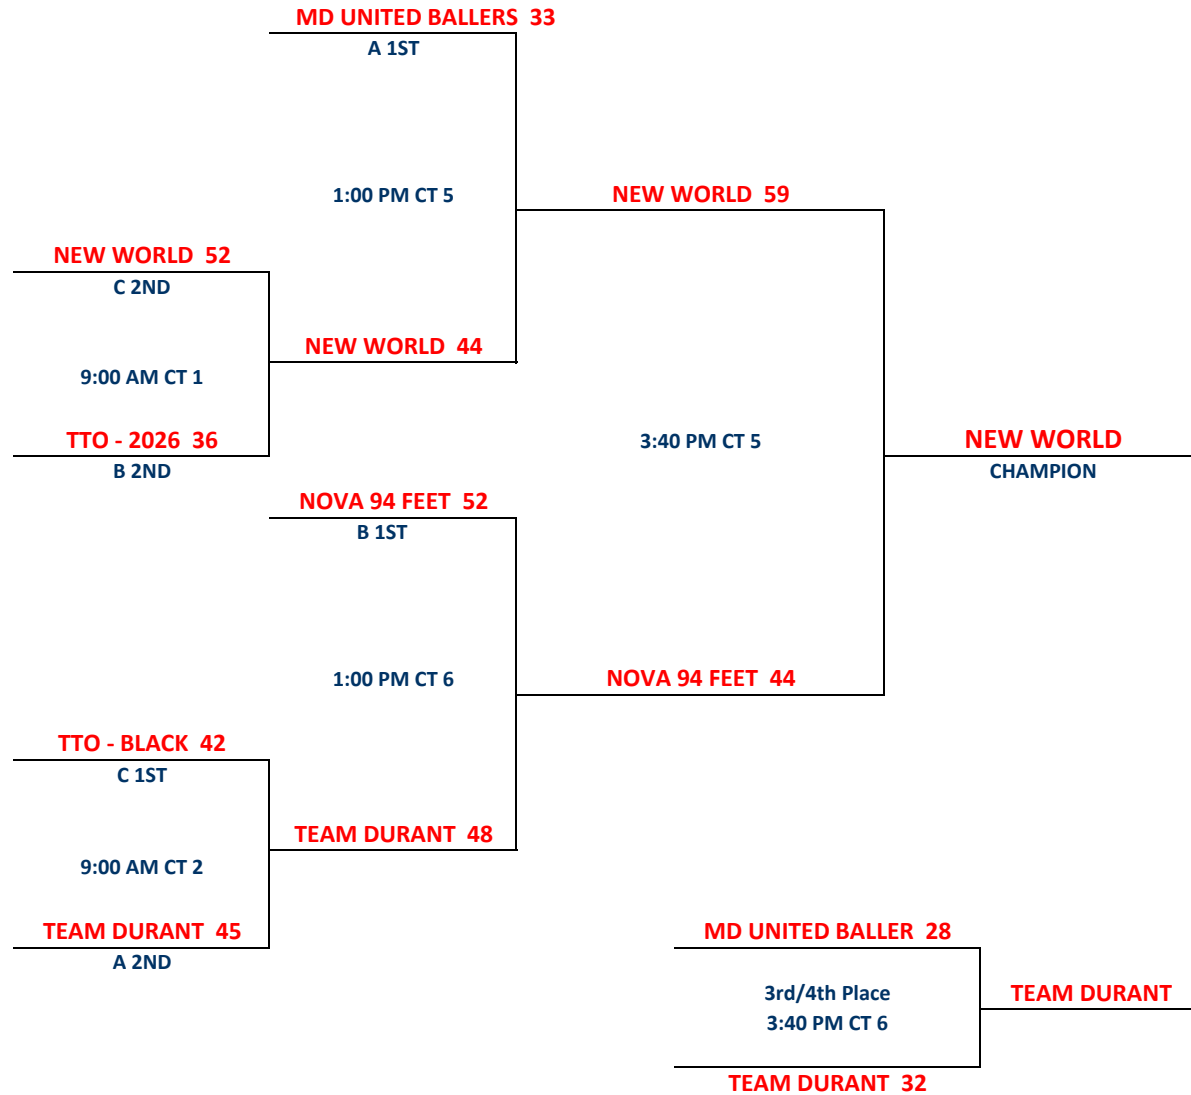 MD UNITED BALLERS 33
A 1ST
1:00 PM CT 5
NEW WORLD 59
NEW WORLD 52
C 2ND
NEW WORLD 44
9:00 AM CT 1
TTO - 2026 36
B 2ND
3:40 PM CT 5
NEW WORLD
CHAMPION
NOVA 94 FEET 52
B 1ST
1:00 PM CT 6
NOVA 94 FEET 44
TTO - BLACK 42
C 1ST
TEAM DURANT 48
9:00 AM CT 2
TEAM DURANT 45
A 2ND
MD UNITED BALLER 28
3rd/4th Place
3:40 PM CT 6
TEAM DURANT
TEAM DURANT 32